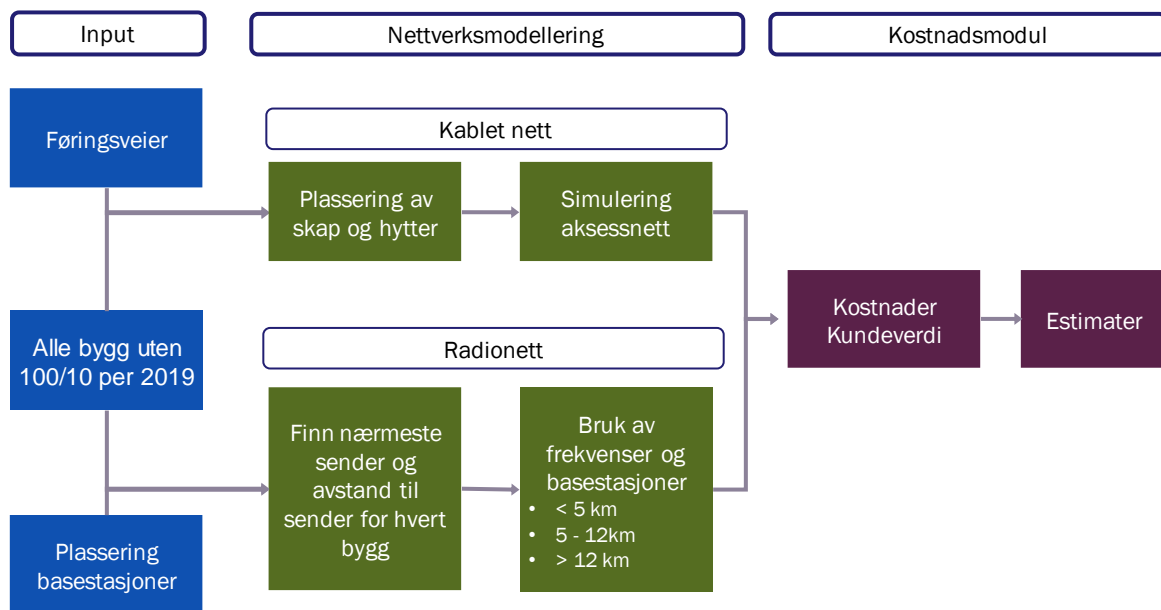 Input
Nettverksmodellering
Kostnadsmodul
Føringsveier
Alle bygg uten
100/10 per 2019
Plassering
basestasjoner
Kablet nett
Plassering av
skap og hytter
Simulering
aksessnett
Radionett
Finn nærmeste
sender og
avstand til
sender for hvert
bygg
Bruk av
frekvenser og
basestasjoner
• < 5 km
• 5 - 12km
• > 12 km
Kostnader
Kundeverdi
Estimater